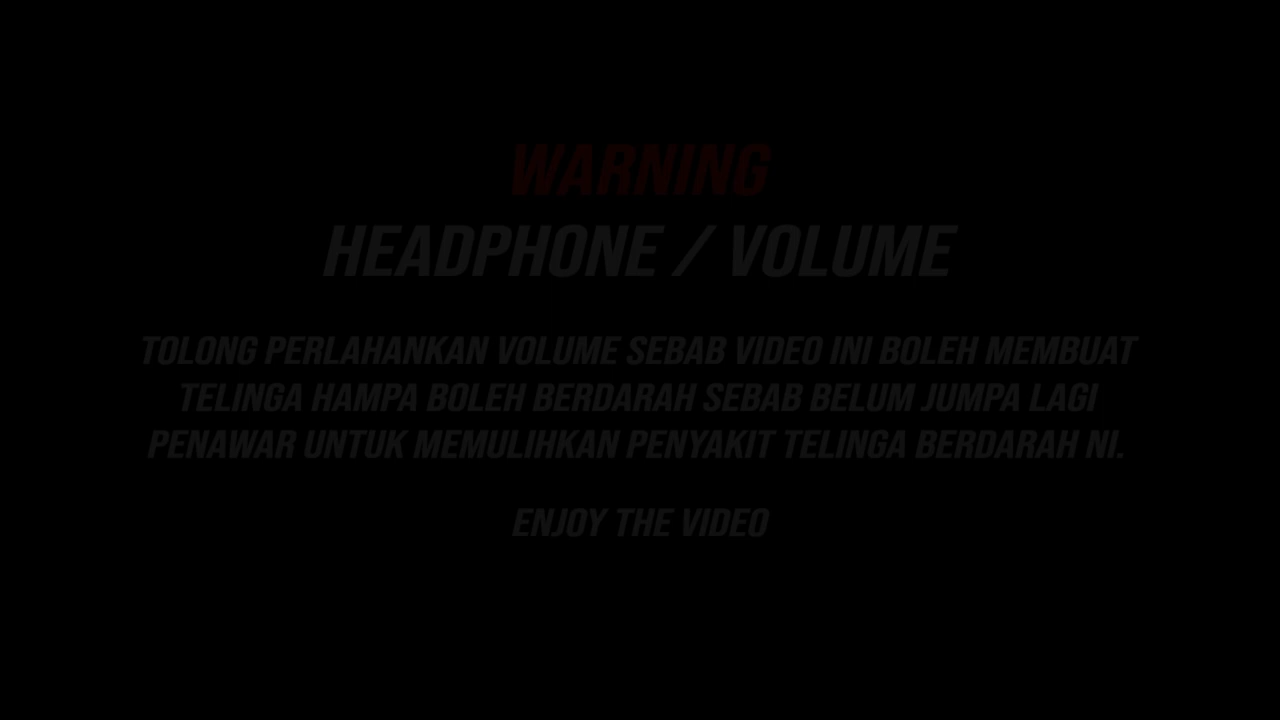 WARNING
HEADPHONE / VOLUME
TOLONG PERLAHANKAN VOLUME SEBAB VIDEO INI BOLEH MEMBUAT
TELINGA HAMPA BOLEH BERDARAH SEBAB BELUM JUMPA LAGI
PENAWAR UNTUK MEMULIHKAN PENYAKIT TELINGA BERDARAH NI.
ENJOY THE VIDEO